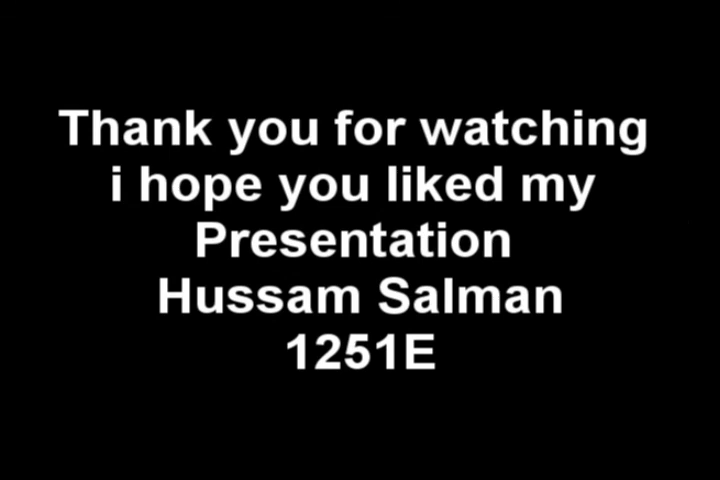 Thank you for watching
i hope you liked my
Presentation
Hussam Salman
1251E